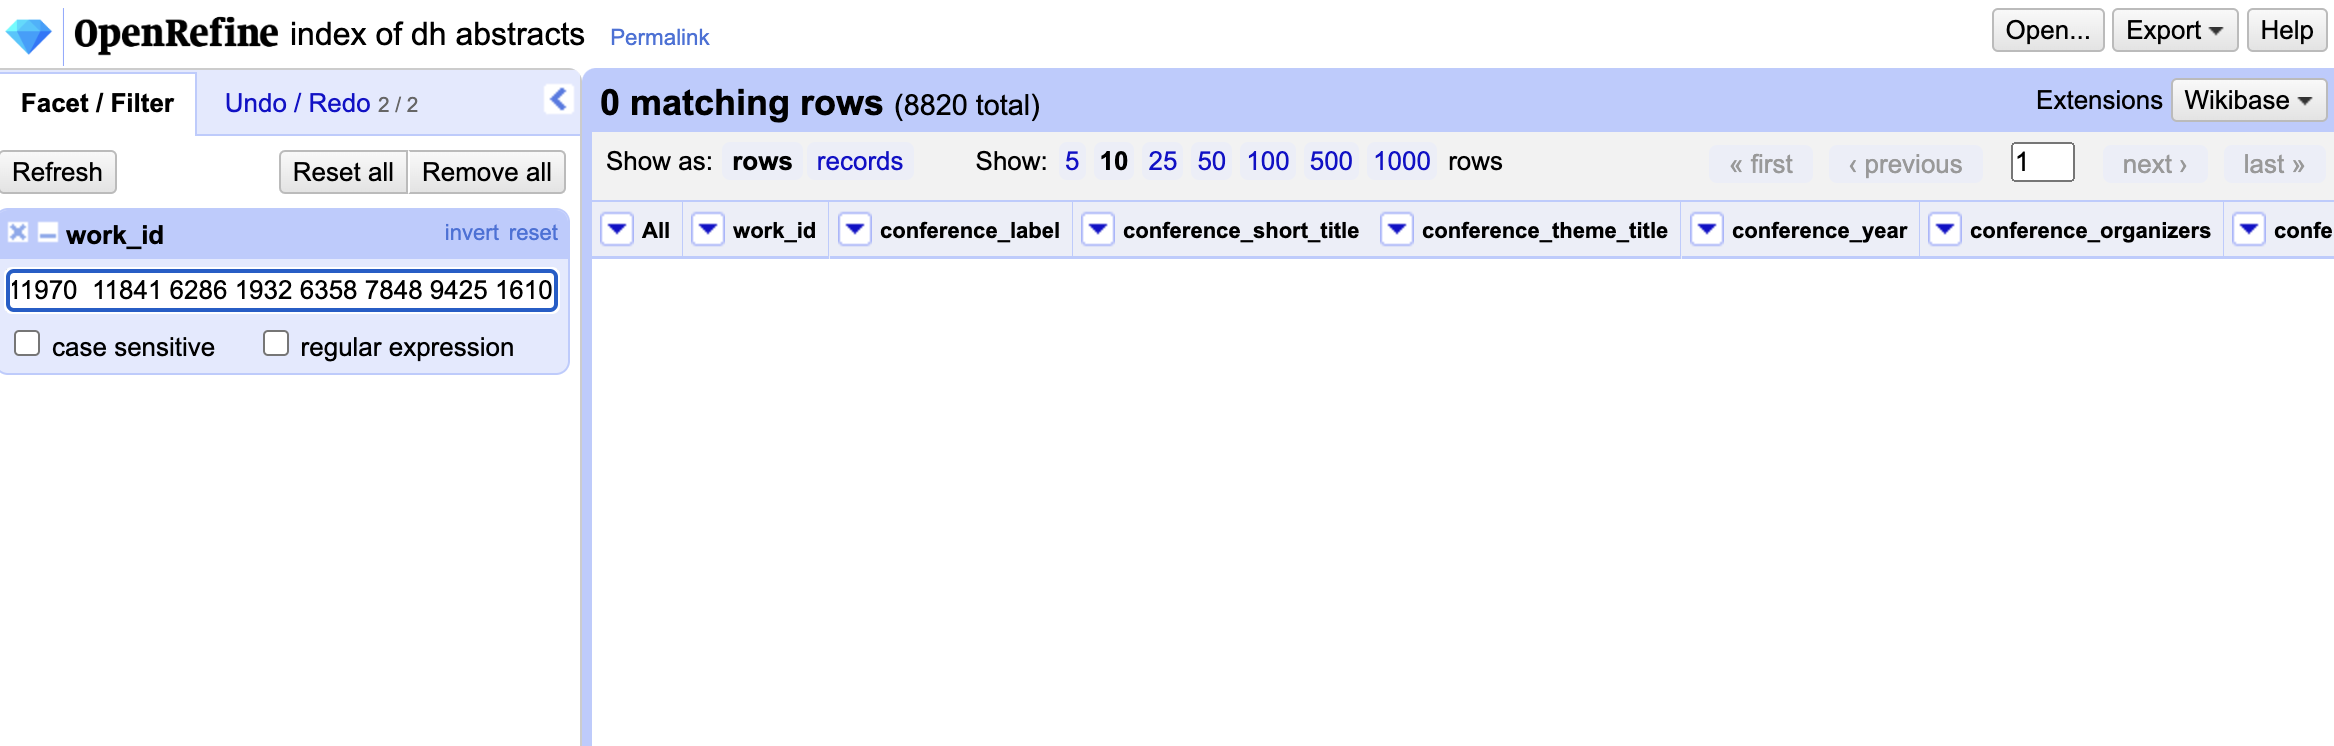 OpenRefine index of dh abstracts Permalink Open... Export Help
Facet / Filter Undo / Redo 2 / 2
0 matching rows (8820 total) Extensions Wikibase
Refresh Reset all Remove all
Show as: rows records Show: 5 10 25 50 100 500 1000 rows « first ‹ previous 1 next › last »
work_id invert reset
All work_id conference_label conference_short_title conference_theme_title conference_year conference_organizers confe
11970 11841 6286 1932 6358 7848 9425 1610
case sensitive regular expression